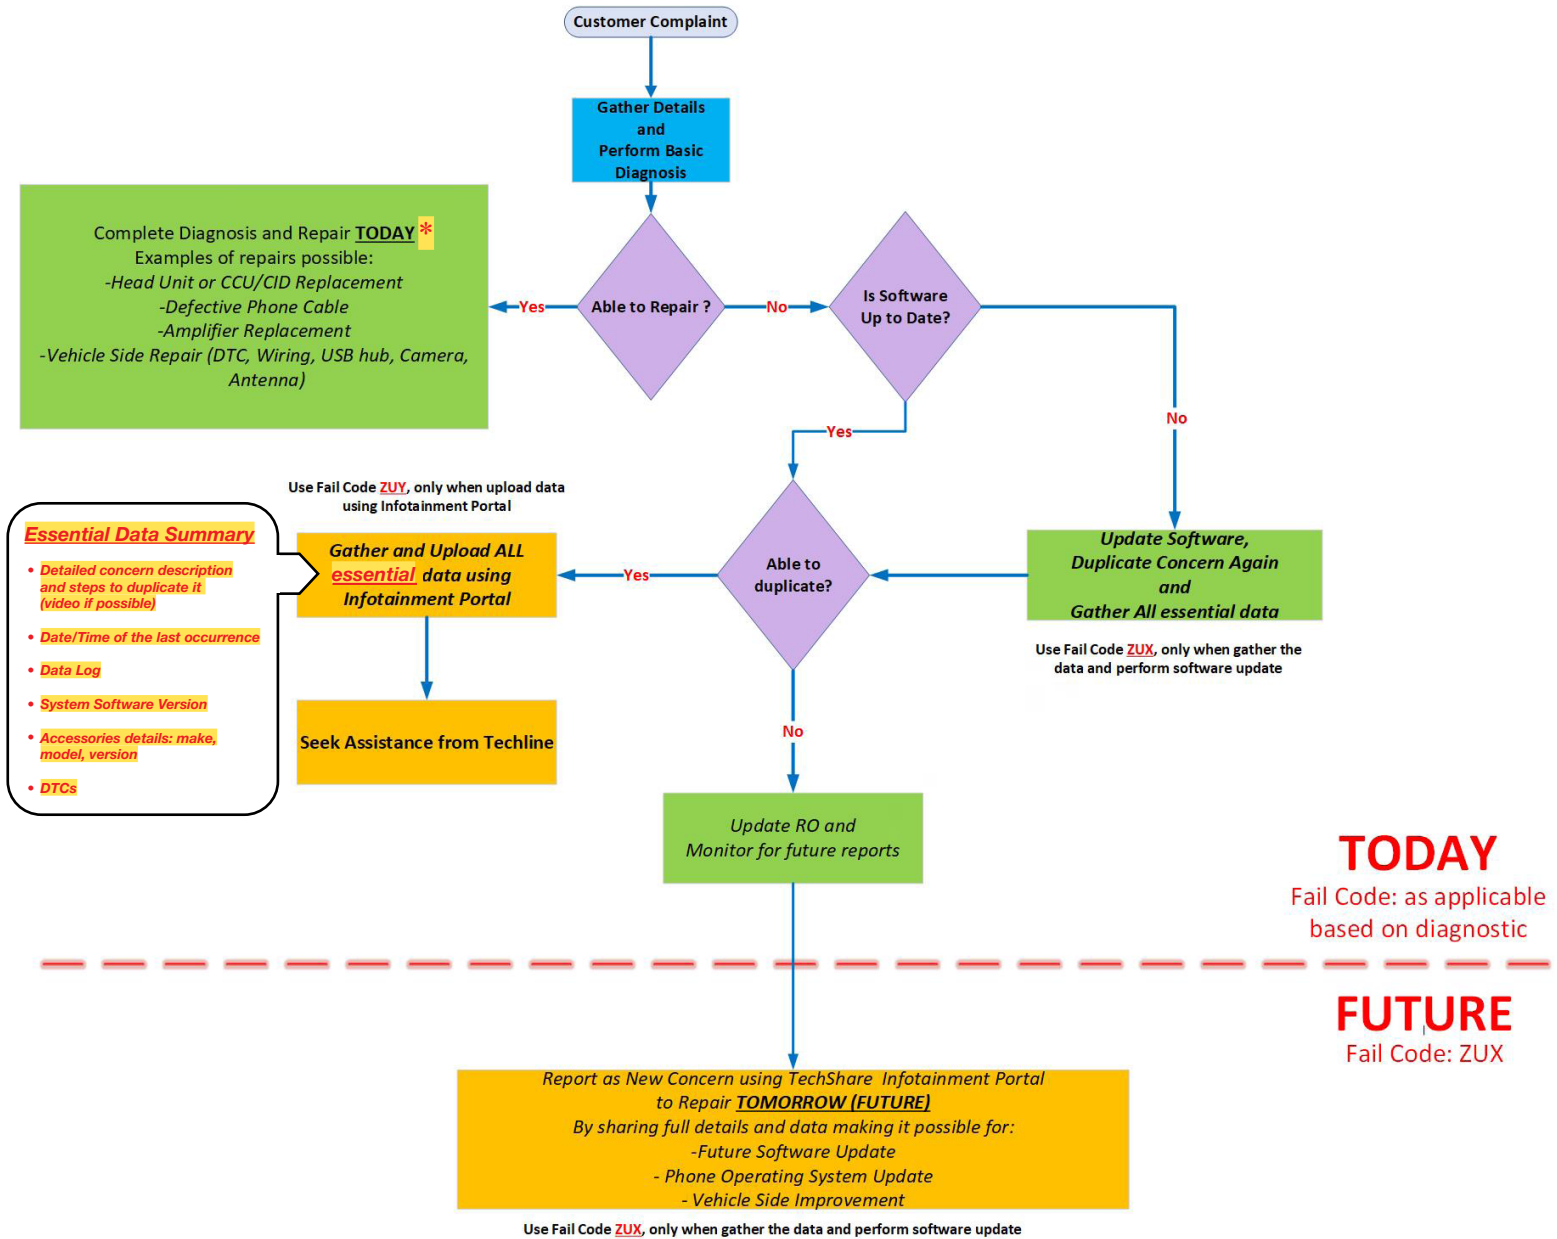 Customer Complaint
Gather Details
and
Perform Basic
Diagnosis
Complete Diagnosis and Repair TODAY *
Examples of repairs possible:
-Head Unit or CCU/CID Replacement
-Defective Phone Cable
-Amplifier Replacement
-Vehicle Side Repair (DTC, Wiring, USB hub, Camera,
Antenna)
Yes
Able to Repair ?
No
Is Software
Up to Date?
No
Yes
Use Fail Code ZUY, only when upload data
using Infotainment Portal
Essential Data Summary
• Detailed concern description
and steps to duplicate it
(video if possible)
• Date/Time of the last occurrence
• Data Log
• System Software Version
• Accessories details: make,
model, version
• DTCs
Gather and Upload ALL
essential data using
Infotainment Portal
Yes
Able to
duplicate?
Update Software,
Duplicate Concern Again
and
Gather All essential data
Use Fail Code ZUX, only when gather the
data and perform software update
Seek Assistance from Techline
No
Update RO and
Monitor for future reports
TODAY
Fail Code: as applicable
based on diagnostic
FUTURE
Fail Code: ZUX
Report as New Concern using TechShare Infotainment Portal
to Repair TOMORROW (FUTURE)
By sharing full details and data making it possible for:
-Future Software Update
- Phone Operating System Update
- Vehicle Side Improvement
Use Fail Code ZUX, only when gather the data and perform software update